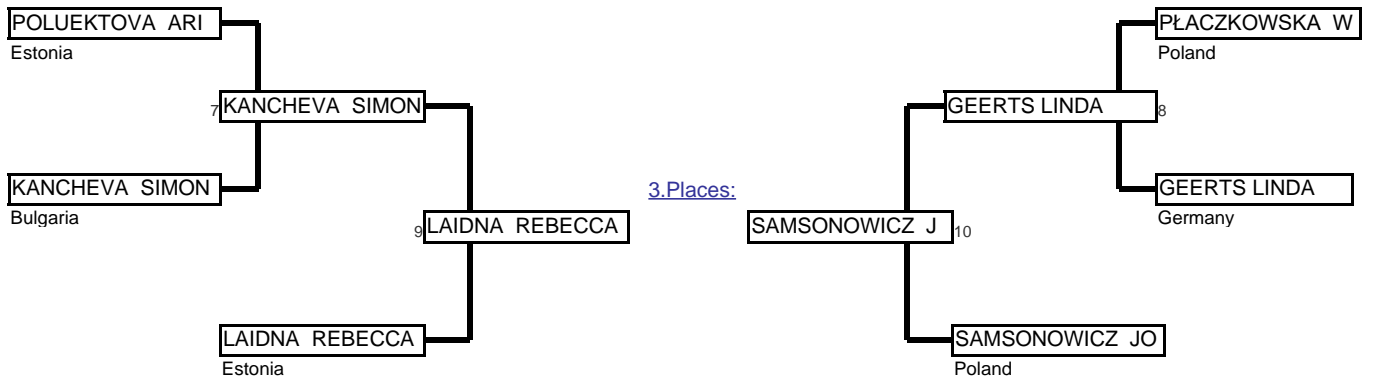 POLUEKTOVA ARI
Estonia
7 KANCHEVA SIMON
KANCHEVA SIMON
Bulgaria
9 LAIDNA REBECCA
LAIDNA REBECCA
Estonia
3.Places:
PŁACZKOWSKA W
Poland
GEERTS LINDA 8
GEERTS LINDA
Germany
SAMSONOWICZ J 10
SAMSONOWICZ JO
Poland